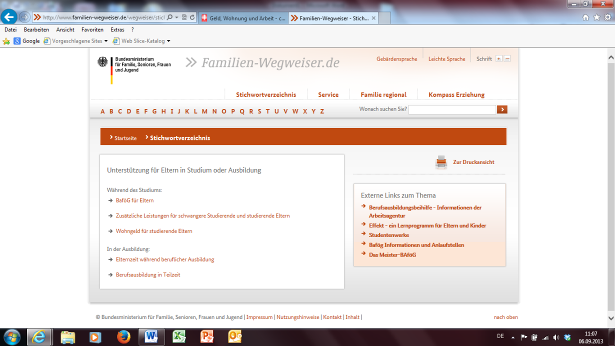 http://www.familien-wegweiser.de/wegweiser/sticl
Geld, Wohnung und Arbeit - c...
Familien-Wegweiser - Stich...
Datei Bearbeiten Ansicht Favoriten Extras ?
Google Vorgeschlagene Sites Web Slice-Katalog
Bundesministerium
für Familie, Senioren, Frauen
und Jugend
Familien-Wegweiser.de
Gebärdensprache Leichte Sprache Schrift + -
Stichwortverzeichnis Service Familie regional Kompass Erziehung
A B C D E F G H I J K L M N O P Q R S T U V W X Y Z
Wonach suchen Sie?
Startseite Stichwortverzeichnis
Unterstützung für Eltern in Studium oder Ausbildung
Während des Studiums:
BAföG für Eltern
Zusätzliche Leistungen für schwangere Studierende und studierende Eltern
Wohngeld für studierende Eltern
In der Ausbildung:
Elternzeit während beruflicher Ausbildung
Berufsausbildung in Teilzeit
Zur Druckansicht
Externe Links zum Thema
Berufsausbildungsbeihilfe - Informationen der
Arbeitsagentur
Effekt - ein Lernprogramm für Eltern und Kinder
Studentenwerke
Bafög Informationen und Anlaufstellen
Das Meister-BAföG
© Bundesministerium für Familie, Senioren, Frauen und Jugend | Impressum | Nutzungshinweise | Kontakt | Inhalt |
nach oben
DE
11:07
06.09.2013